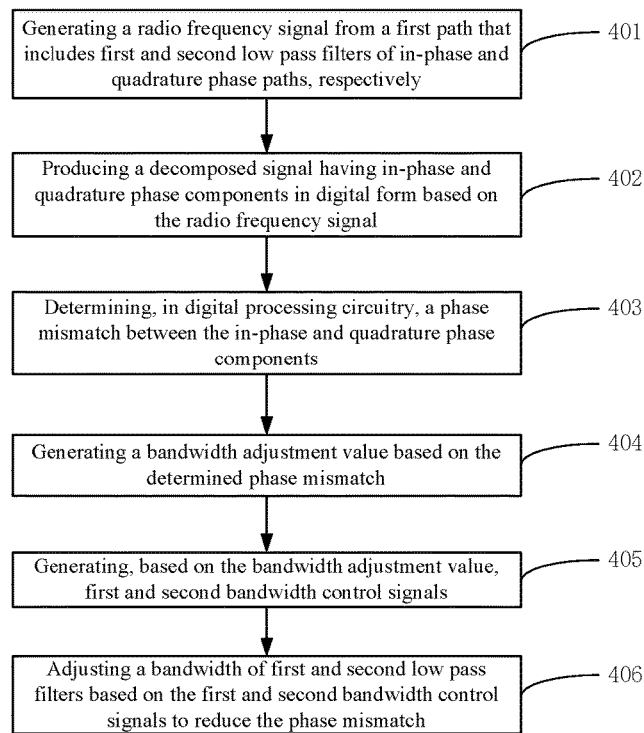 Generating a radio frequency signal from a first path that
includes first and second low pass filters of in-phase and
quadrature phase paths, respectively
401
Producing a decomposed signal having in-phase and
quadrature phase components in digital form based on
the radio frequency signal
402
Determining, in digital processing circuitry, a phase
mismatch between the in-phase and quadrature phase
components
403
Generating a bandwidth adjustment value based on the
determined phase mismatch
404
Generating, based on the bandwidth adjustment value,
first and second bandwidth control signals
405
Adjusting a bandwidth of first and second low pass
filters based on the first and second bandwidth control
signals to reduce the phase mismatch
406